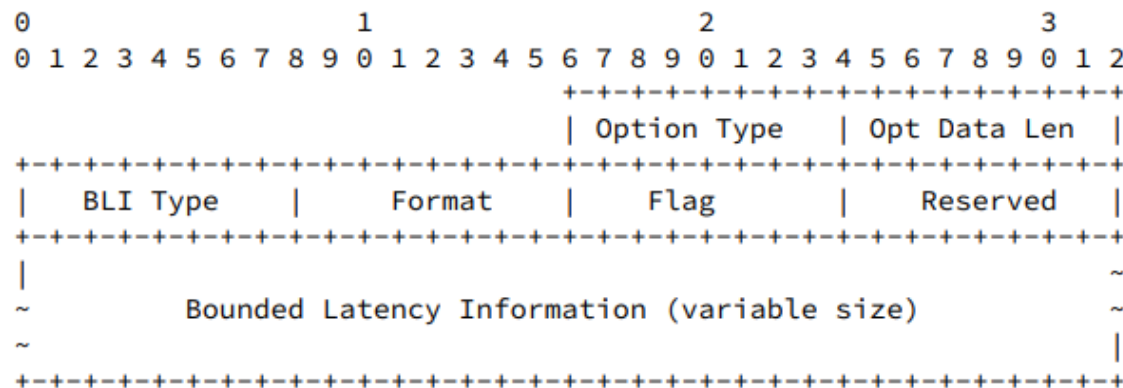 0                   1                   2                   3
0 1 2 3 4 5 6 7 8 9 0 1 2 3 4 5 6 7 8 9 0 1 2 3 4 5 6 7 8 9 0 1 2
                                +-+-+-+-+-+-+-+-+-+-+-+-+-+-+-+-+
                                | Option Type   | Opt Data Len  |
+-+-+-+-+-+-+-+-+-+-+-+-+-+-+-+-+-+-+-+-+-+-+-+-+-+-+-+-+-+-+-+-+
|   BLI Type    |     Format    |    Flag       |    Reserved   |
+-+-+-+-+-+-+-+-+-+-+-+-+-+-+-+-+-+-+-+-+-+-+-+-+-+-+-+-+-+-+-+-+
|                                                               ~
~         Bounded Latency Information (variable size)           ~
~                                                               |
+-+-+-+-+-+-+-+-+-+-+-+-+-+-+-+-+-+-+-+-+-+-+-+-+-+-+-+-+-+-+-+-+